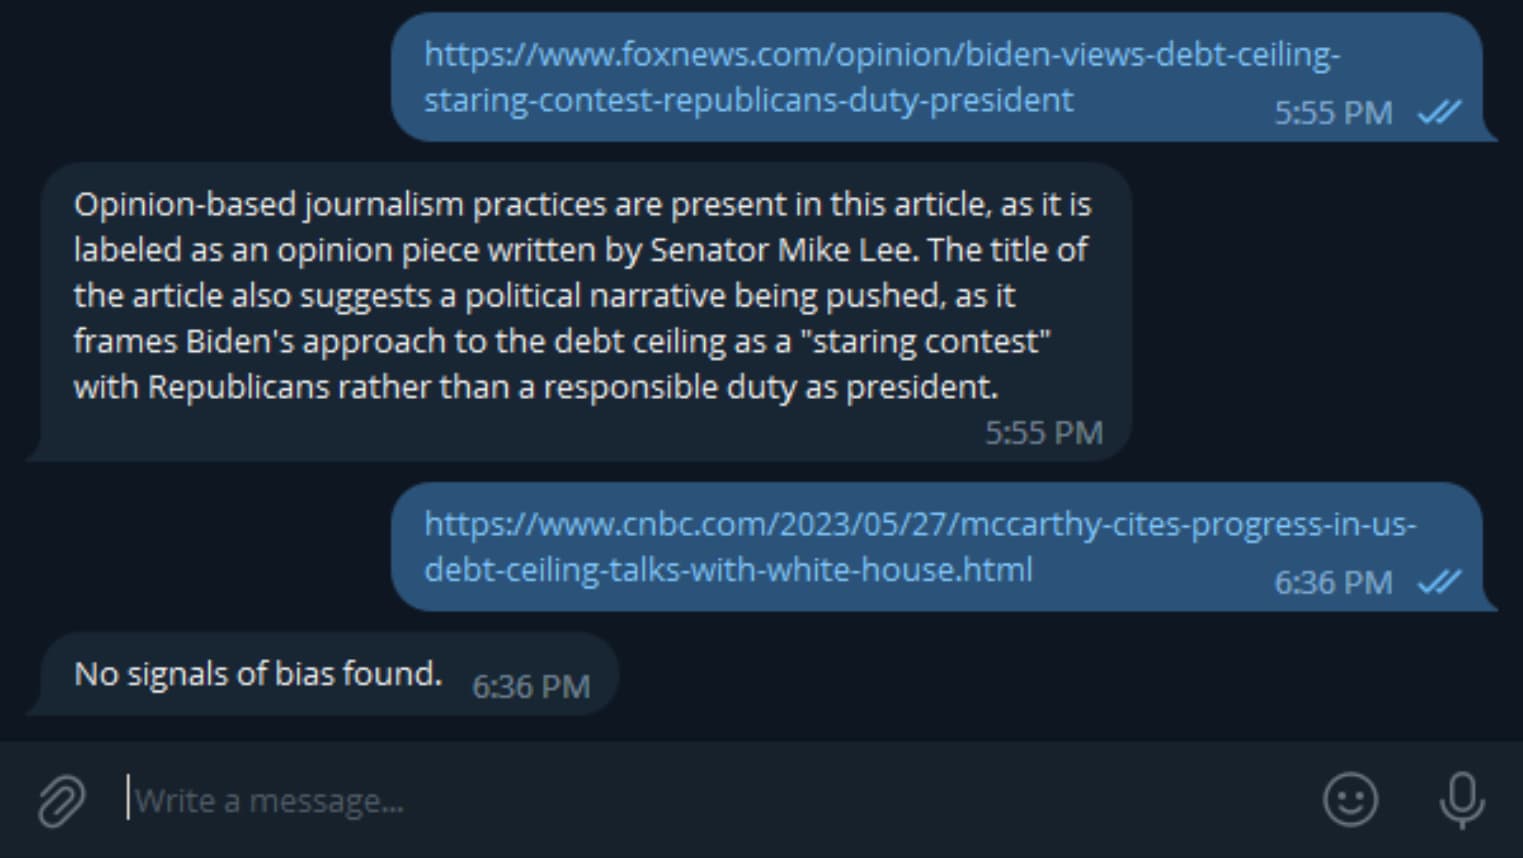 https://www.foxnews.com/opinion/biden-views-debt-ceiling-
staring-contest-republicans-duty-president
5:55 PM
Opinion-based journalism practices are present in this article, as it is
labeled as an opinion piece written by Senator Mike Lee. The title of
the article also suggests a political narrative being pushed, as it
frames Biden's approach to the debt ceiling as a "staring contest"
with Republicans rather than a responsible duty as president.
5:55 PM
https://www.cnbc.com/2023/05/27/mccarthy-cites-progress-in-us-
debt-ceiling-talks-with-white-house.html
6:36 PM
No signals of bias found.
6:36 PM
Write a message...